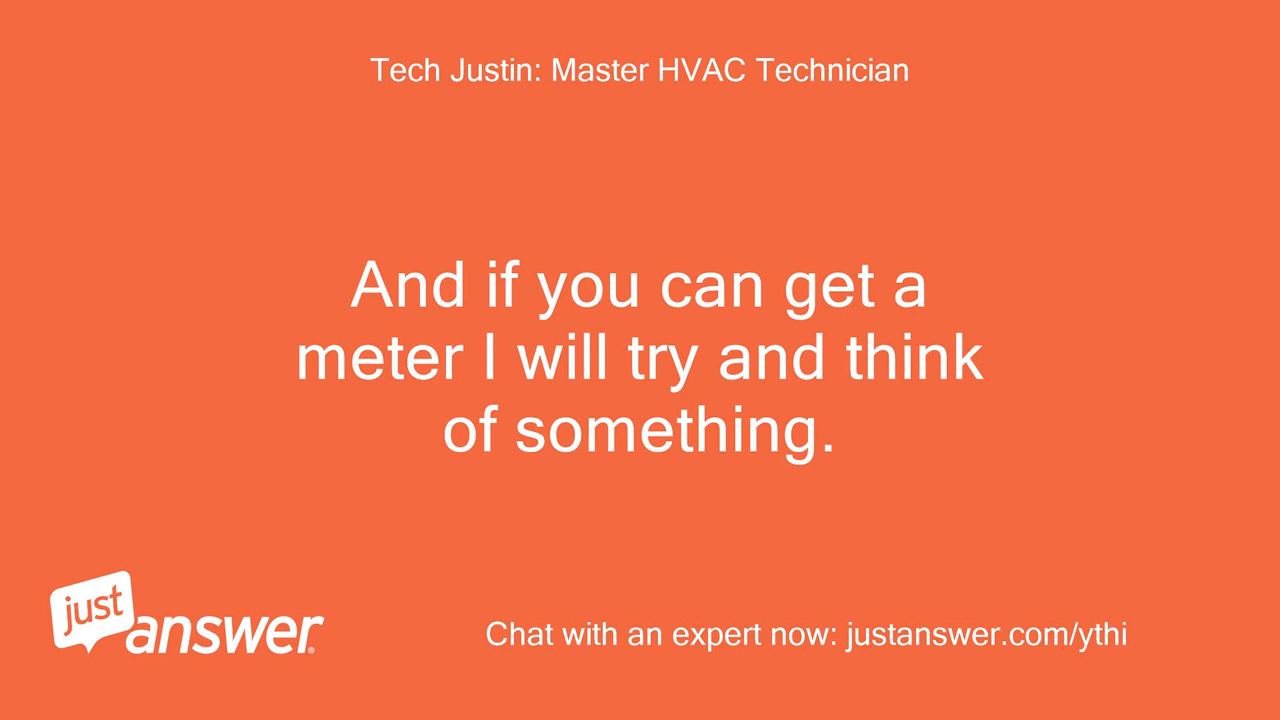 Tech Justin: Master HVAC Technician
And if you can get a
meter I will try and think
of something.
just
answer®
Chat with an expert now: justanswer.com/ythi